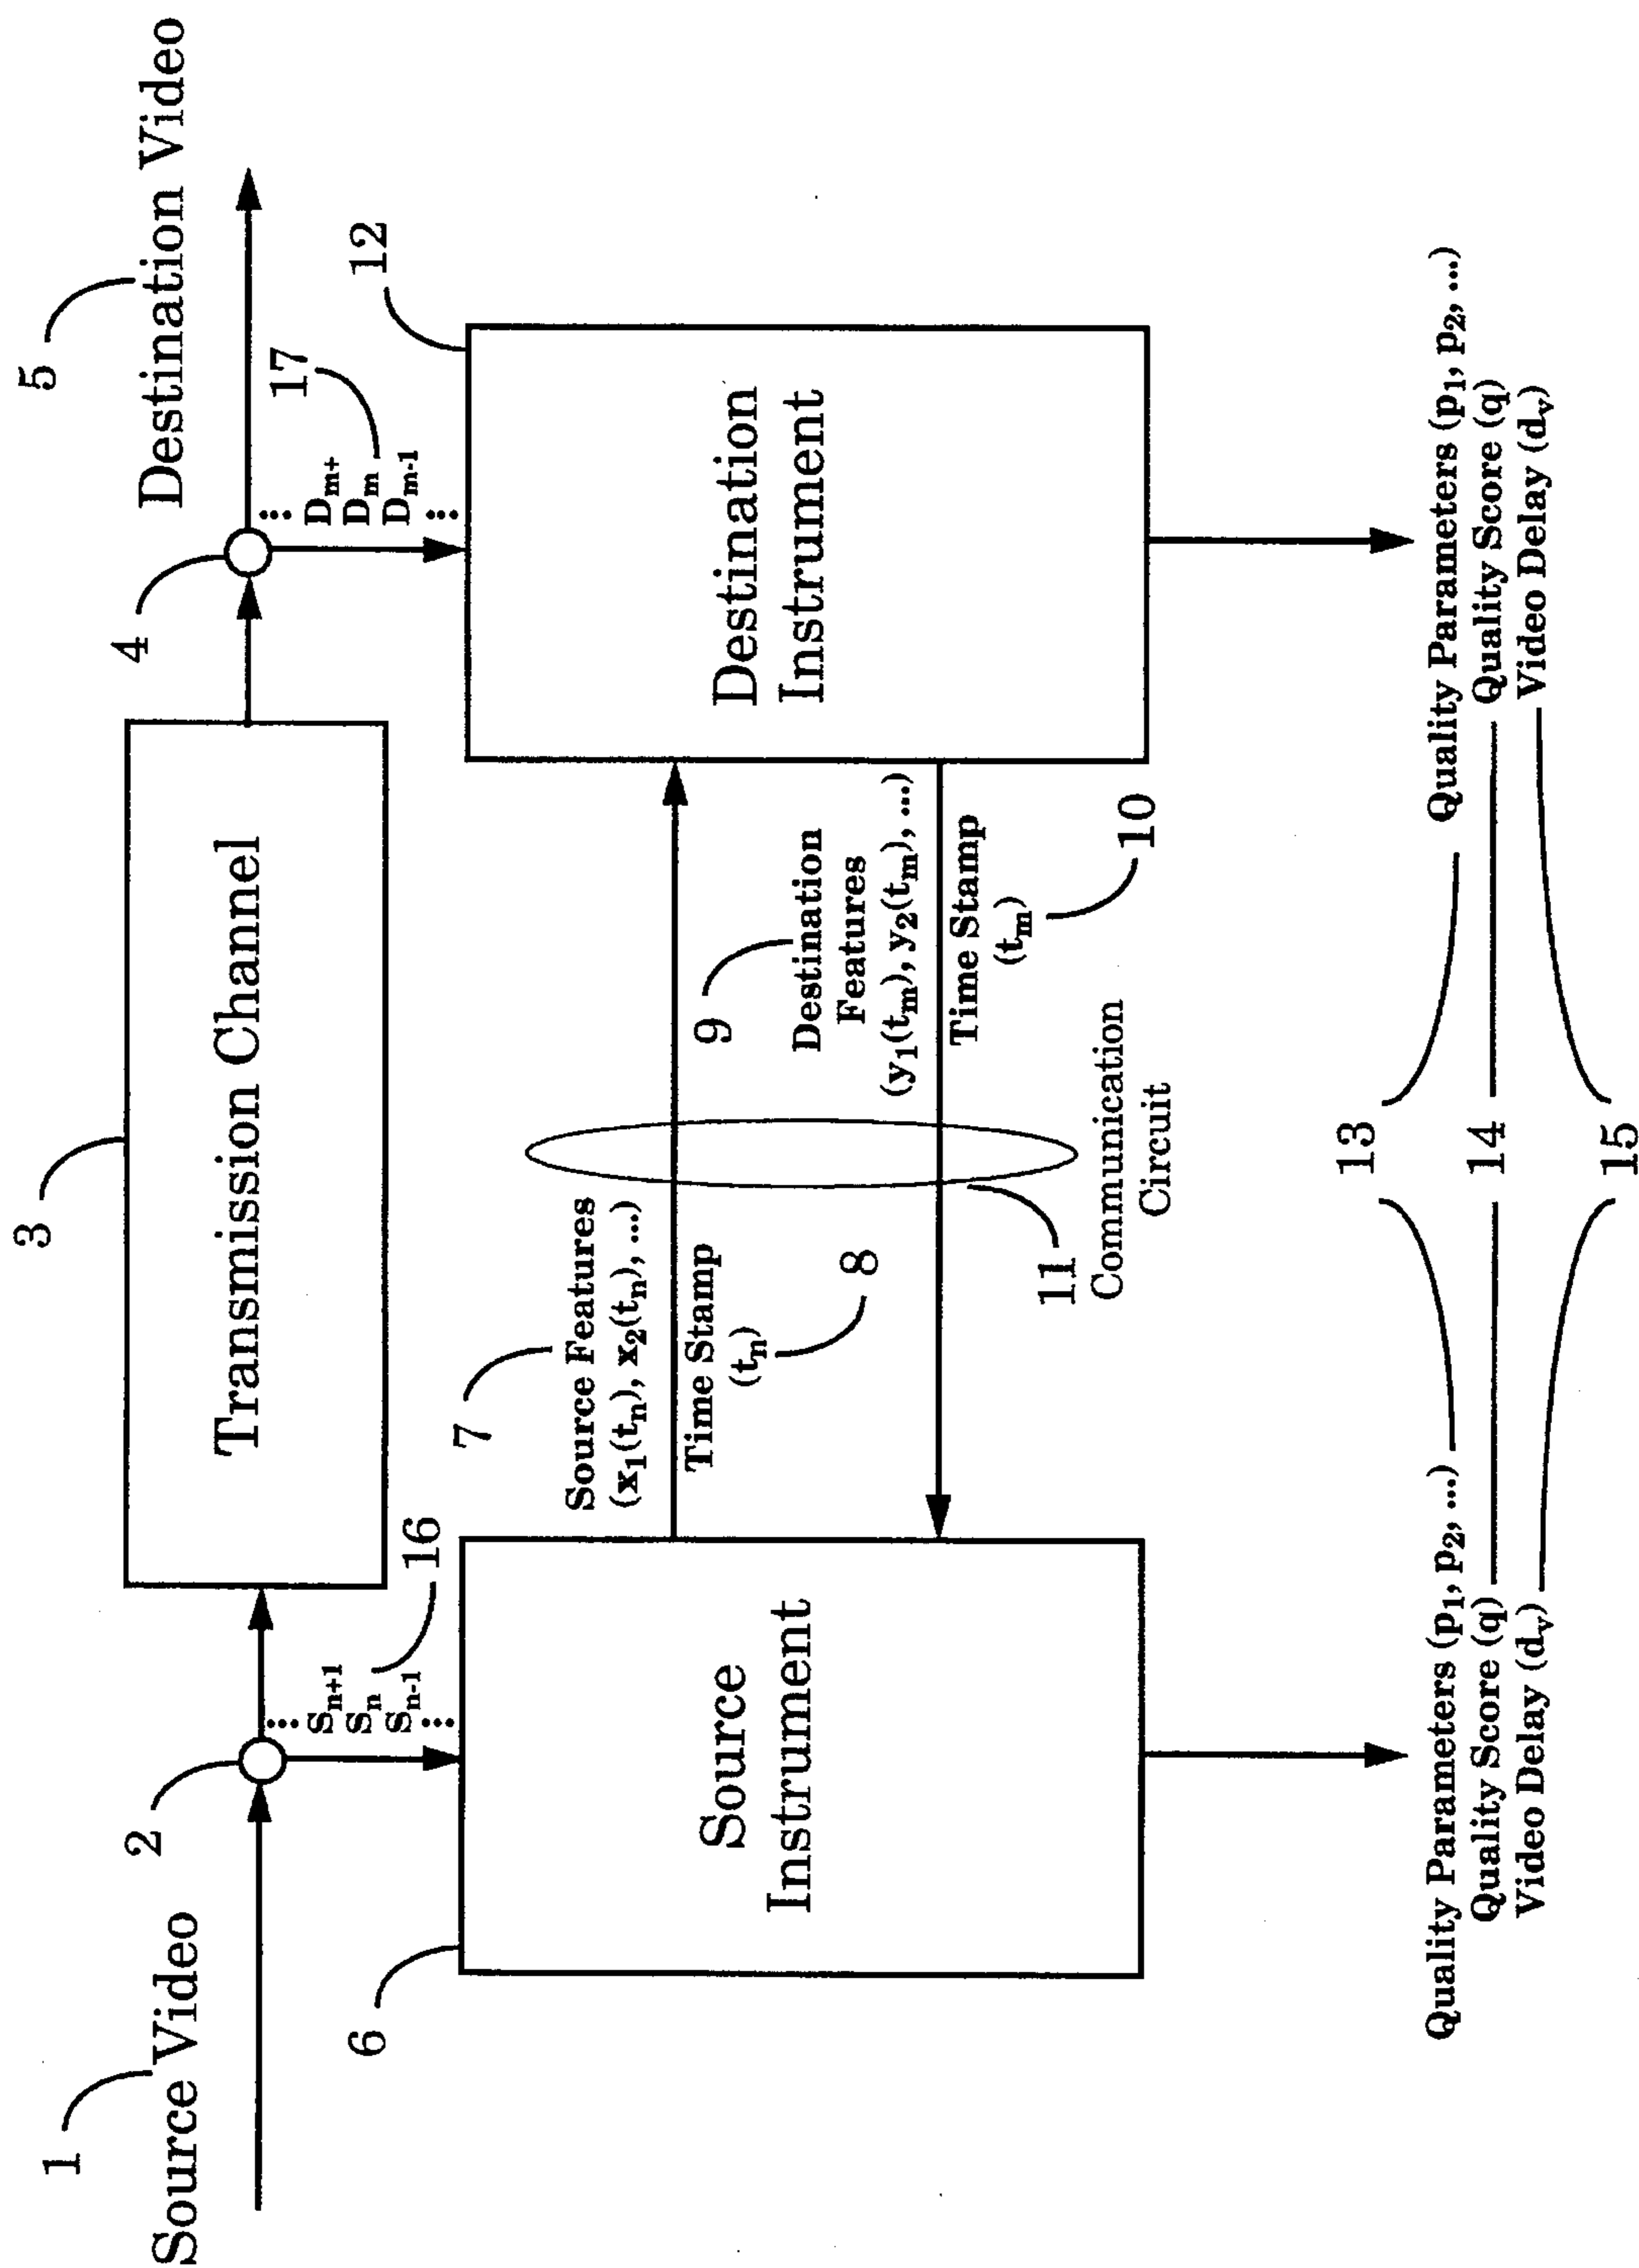 1
Source Video
2
3
Transmission Channel
4
5
Destination Video
⋮
Sₙ₊₁
Sₙ
Sₙ₋₁
⋮
16
⋮
Dₘ₊
Dₘ
Dₘ₋₁
⋮
17
6
Source
Instrument
7
Source Features
(x₁(tₙ), x₂(tₙ), ...)
Time Stamp
(tₙ)
8
9
Destination
Features
(y₁(tₘ), y₂(tₘ), ...)
Time Stamp
(tₘ)
10
11
Communication
Circuit
12
Destination
Instrument
Quality Parameters (p₁, p₂, ...)
Quality Score (q)
Video Delay (dᵥ)
13
14
15
Quality Parameters (p₁, p₂, ...)
Quality Score (q)
Video Delay (dᵥ)